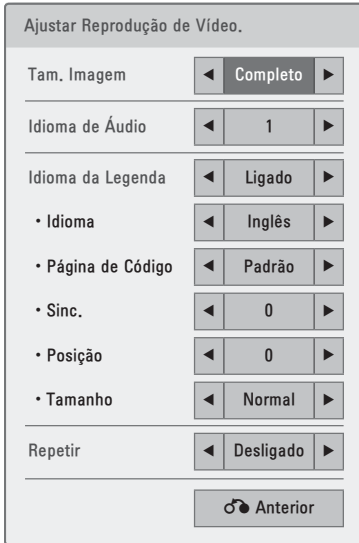 Ajustar Reprodução de Vídeo.
Tam. Imagem ◄ Completo ►
Idioma de Áudio ◄ 1 ►
Idioma da Legenda ◄ Ligado ►
• Idioma ◄ Inglês ►
• Página de Código ◄ Padrão ►
• Sinc. ◄ 0 ►
• Posição ◄ 0 ►
• Tamanho ◄ Normal ►
Repetir ◄ Desligado ►
Anterior